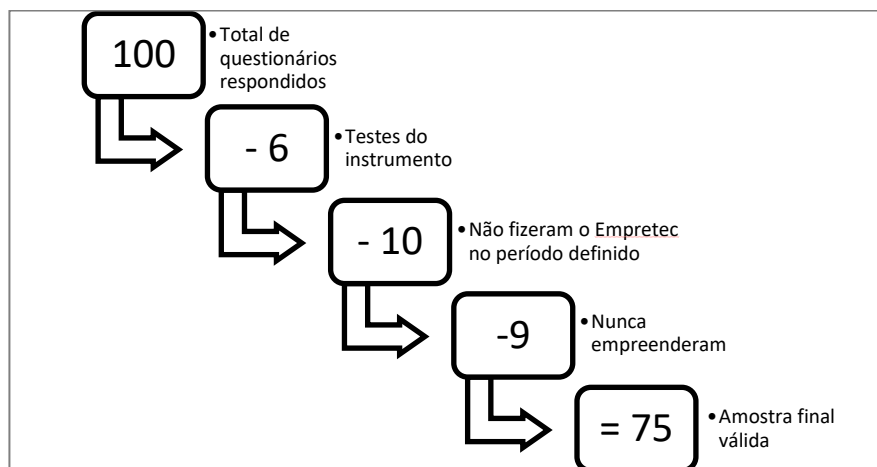 100
•Total de
questionários
respondidos
- 6
•Testes do
instrumento
- 10
•Não fizeram o Empretec
no período definido
-9
•Nunca
empreenderam
= 75
•Amostra final
válida